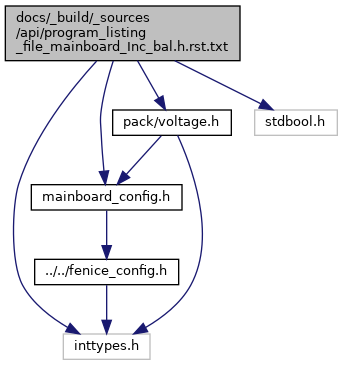 docs/_build/_sources
/api/program_listing
_file_mainboard_Inc_bal.h.rst.txt
pack/voltage.h
stdbool.h
mainboard_config.h
../../fenice_config.h
inttypes.h